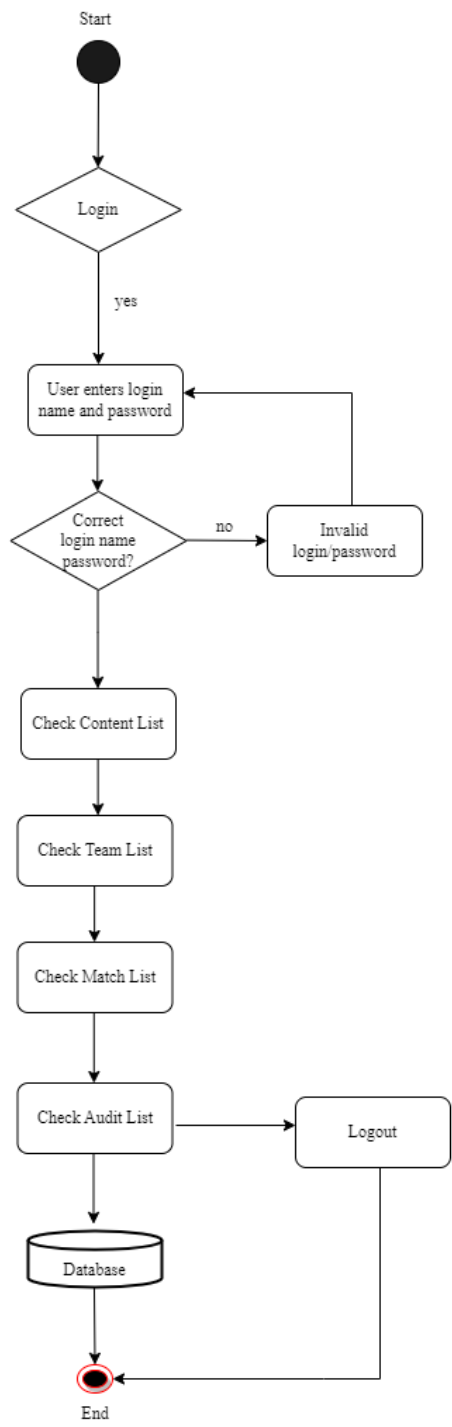 Start
Login
yes
User enters login
name and password
Correct
login name
password?
no
Invalid
login/password
Check Content List
Check Team List
Check Match List
Check Audit List
Logout
Database
End